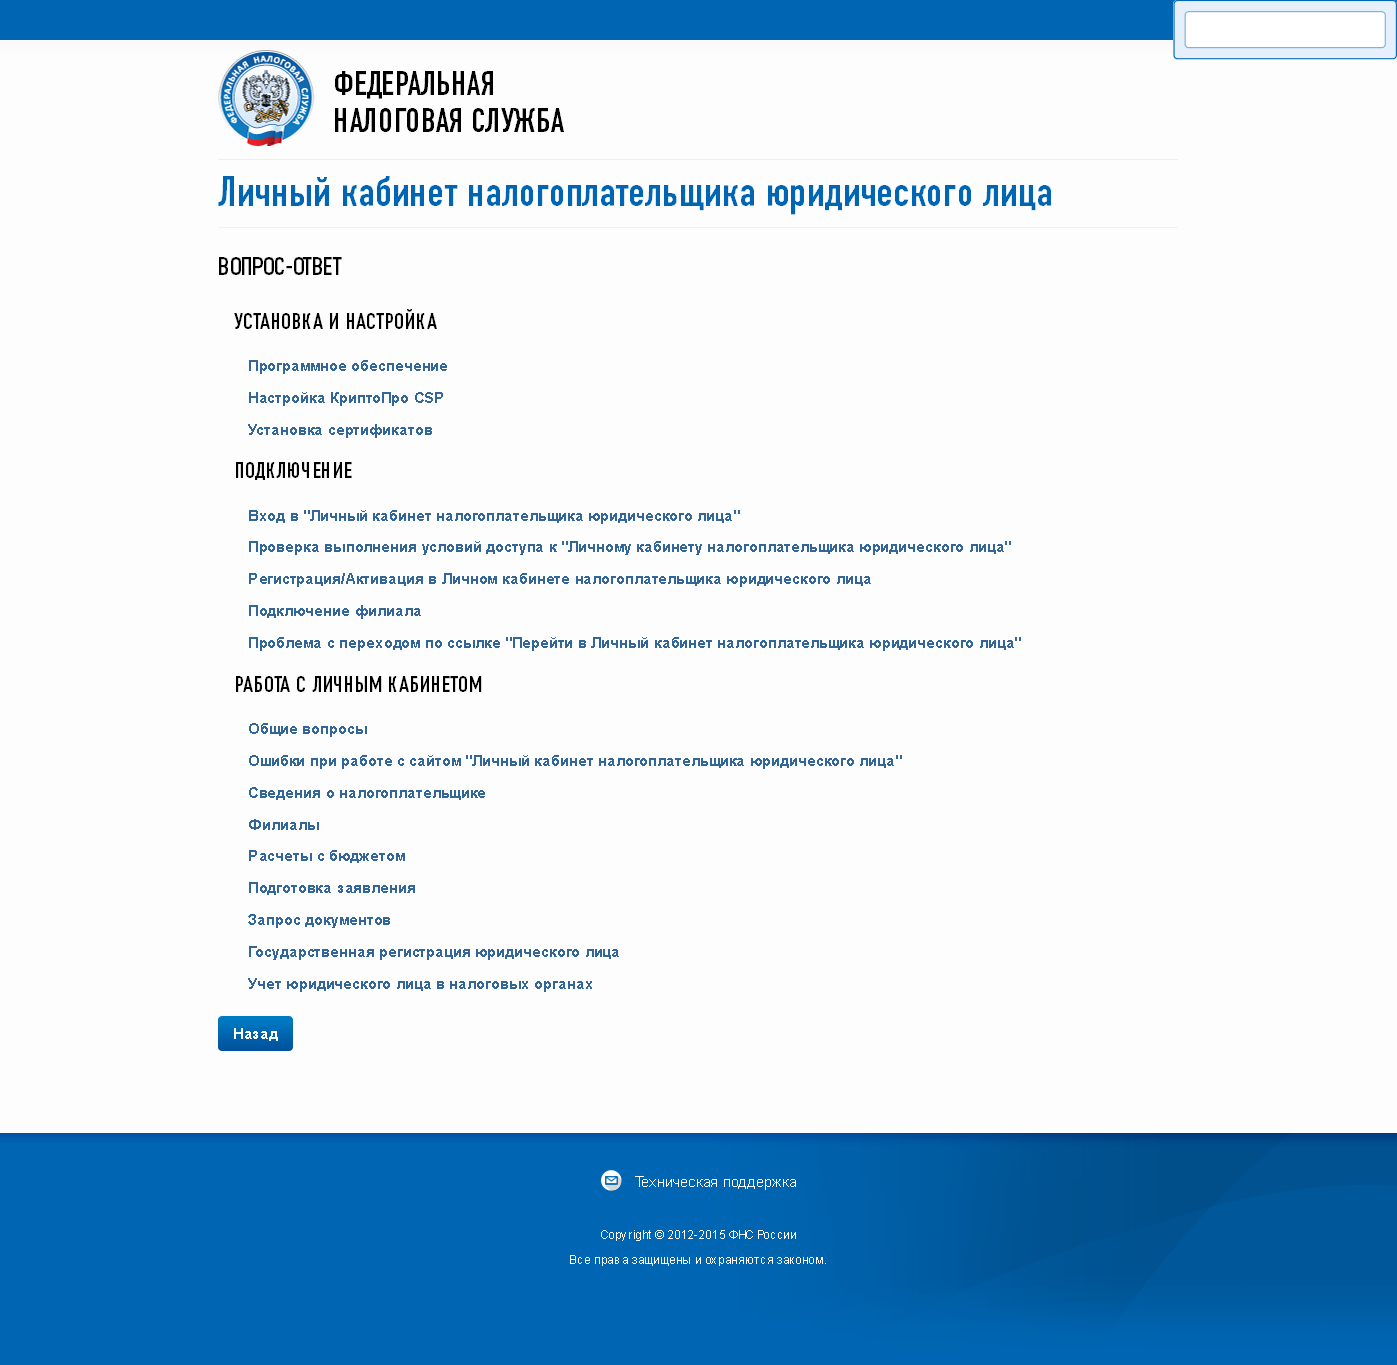 ФЕДЕРАЛЬНАЯ НАЛОГОВАЯ СЛУЖБА
ФЕДЕРАЛЬНАЯ
НАЛОГОВАЯ СЛУЖБА
Личный кабинет налогоплательщика юридического лица
ВОПРОС-ОТВЕТ
УСТАНОВКА И НАСТРОЙКА
Программное обеспечение
Настройка КриптоПро CSP
Установка сертификатов
ПОДКЛЮЧЕНИЕ
Вход в "Личный кабинет налогоплательщика юридического лица"
Проверка выполнения условий доступа к "Личному кабинету налогоплательщика юридического лица"
Регистрация/Активация в Личном кабинете налогоплательщика юридического лица
Подключение филиала
Проблема с переходом по ссылке "Перейти в Личный кабинет налогоплательщика юридического лица"
РАБОТА С ЛИЧНЫМ КАБИНЕТОМ
Общие вопросы
Ошибки при работе с сайтом "Личный кабинет налогоплательщика юридического лица"
Сведения о налогоплательщике
Филиалы
Расчеты с бюджетом
Подготовка заявления
Запрос документов
Государственная регистрация юридического лица
Учет юридического лица в налоговых органах
Назад
Техническая поддержка
Copyright © 2012-2015 ФНС России
Все права защищены и охраняются законом.